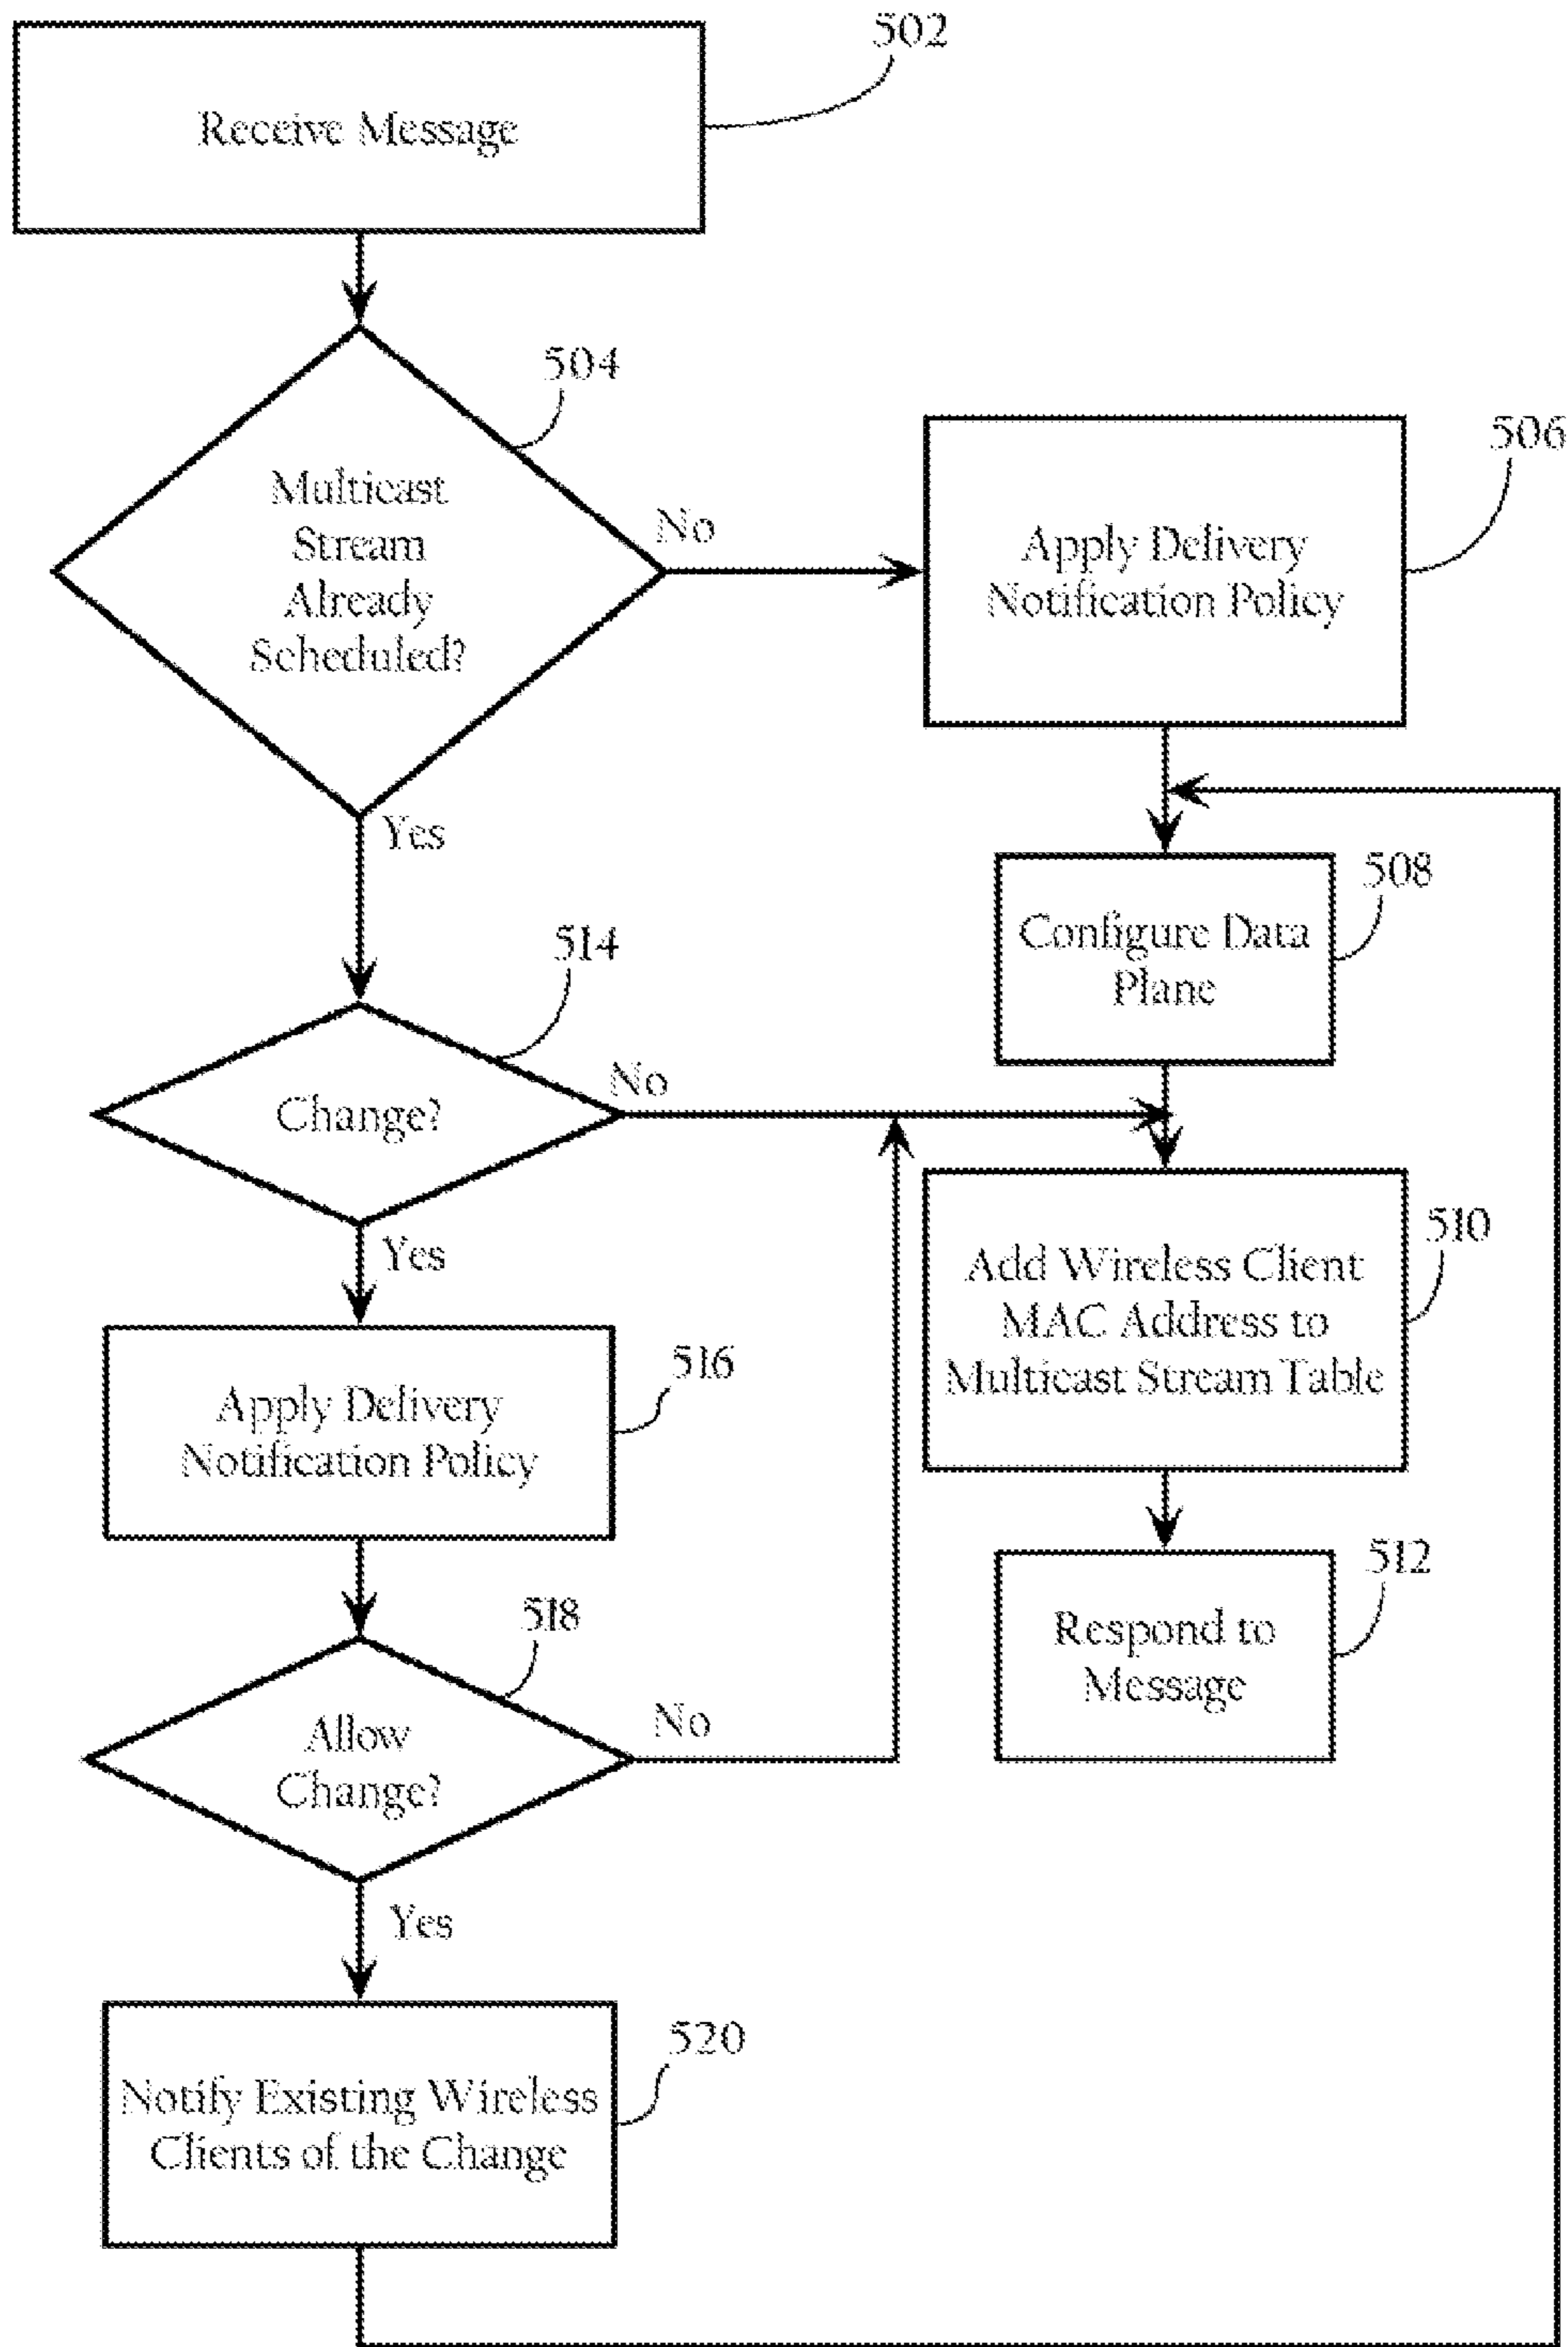 502
Receive Message
504
Multicast
Stream
Already
Scheduled?
No
506
Apply Delivery
Notification Policy
Yes
508
Configure Data
Plane
514
Change?
No
510
Add Wireless Client
MAC Address to
Multicast Stream Table
Yes
516
Apply Delivery
Notification Policy
512
Respond to
Message
518
Allow
Change?
No
Yes
520
Notify Existing Wireless
Clients of the Change